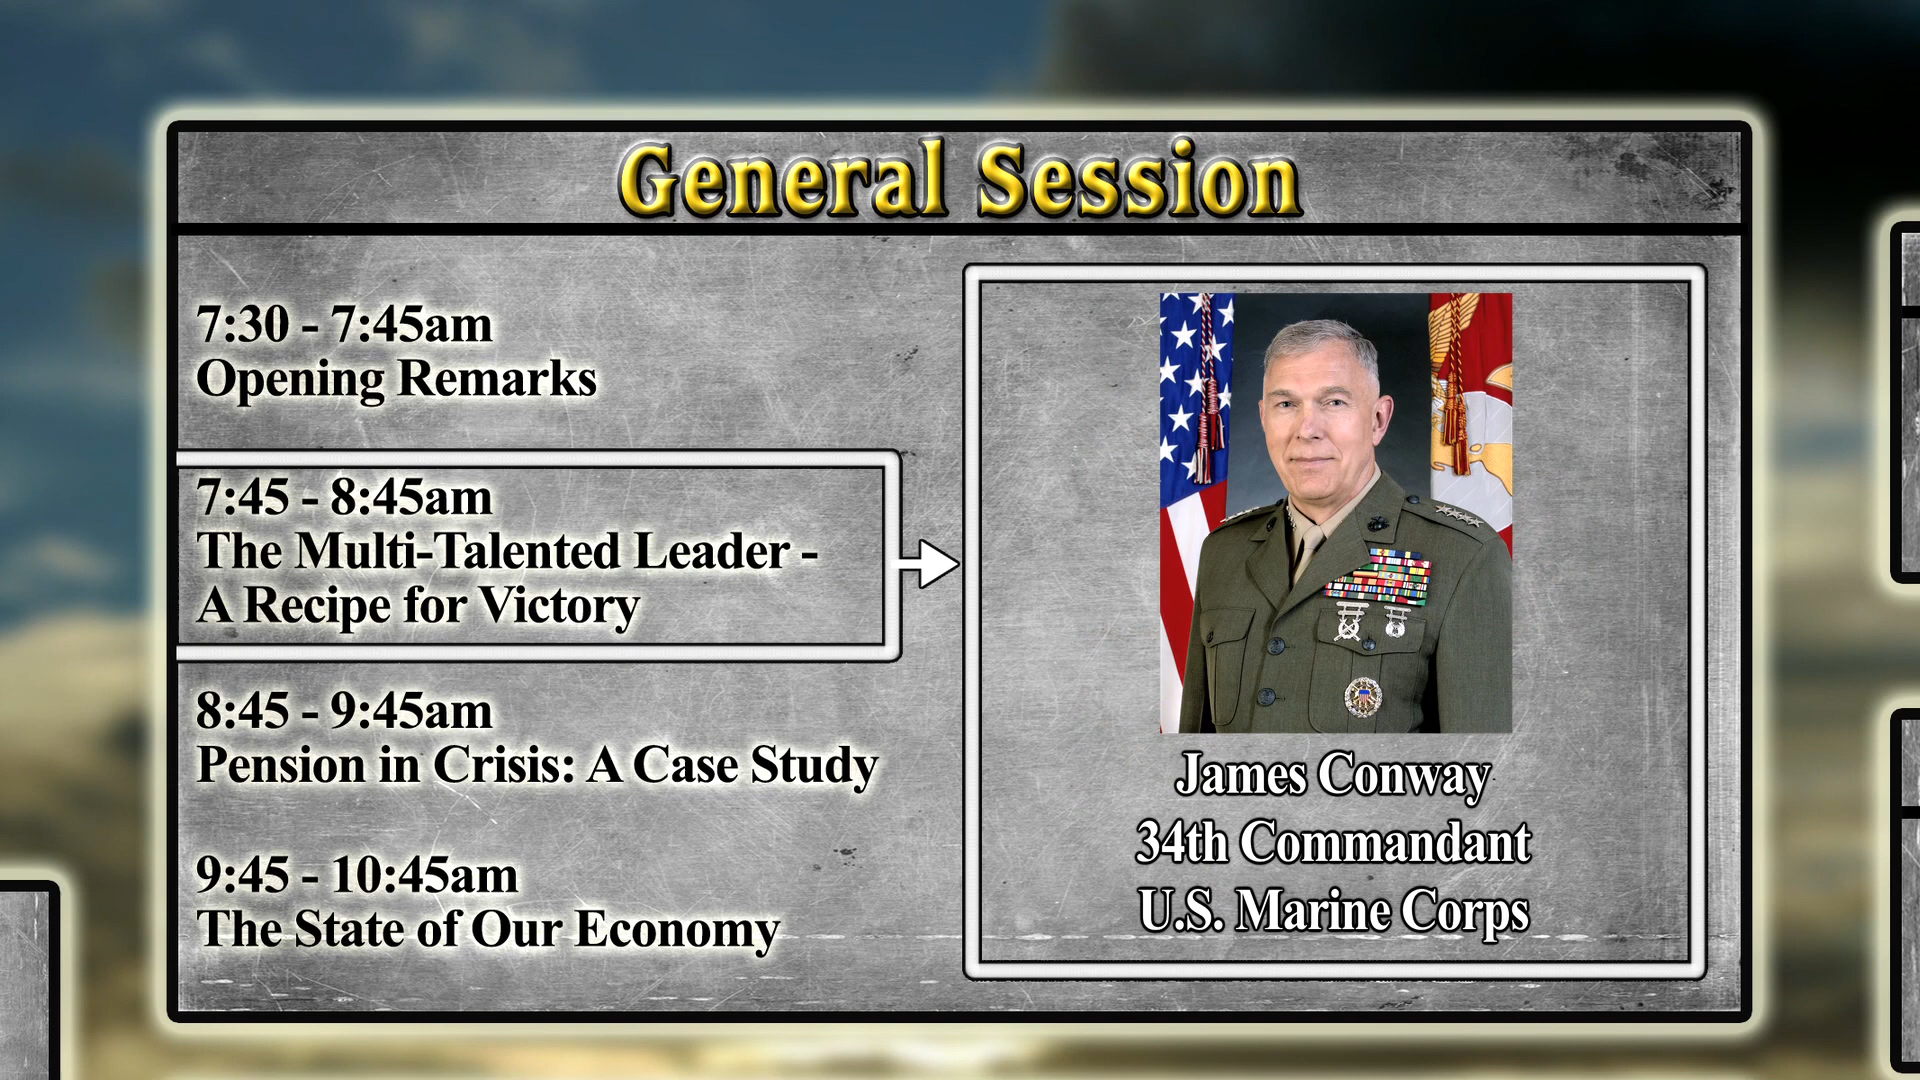 General Session
7:30 - 7:45am
Opening Remarks
7:45 - 8:45am
The Multi-Talented Leader -
A Recipe for Victory
8:45 - 9:45am
Pension in Crisis: A Case Study
9:45 - 10:45am
The State of Our Economy
James Conway
34th Commandant
U.S. Marine Corps